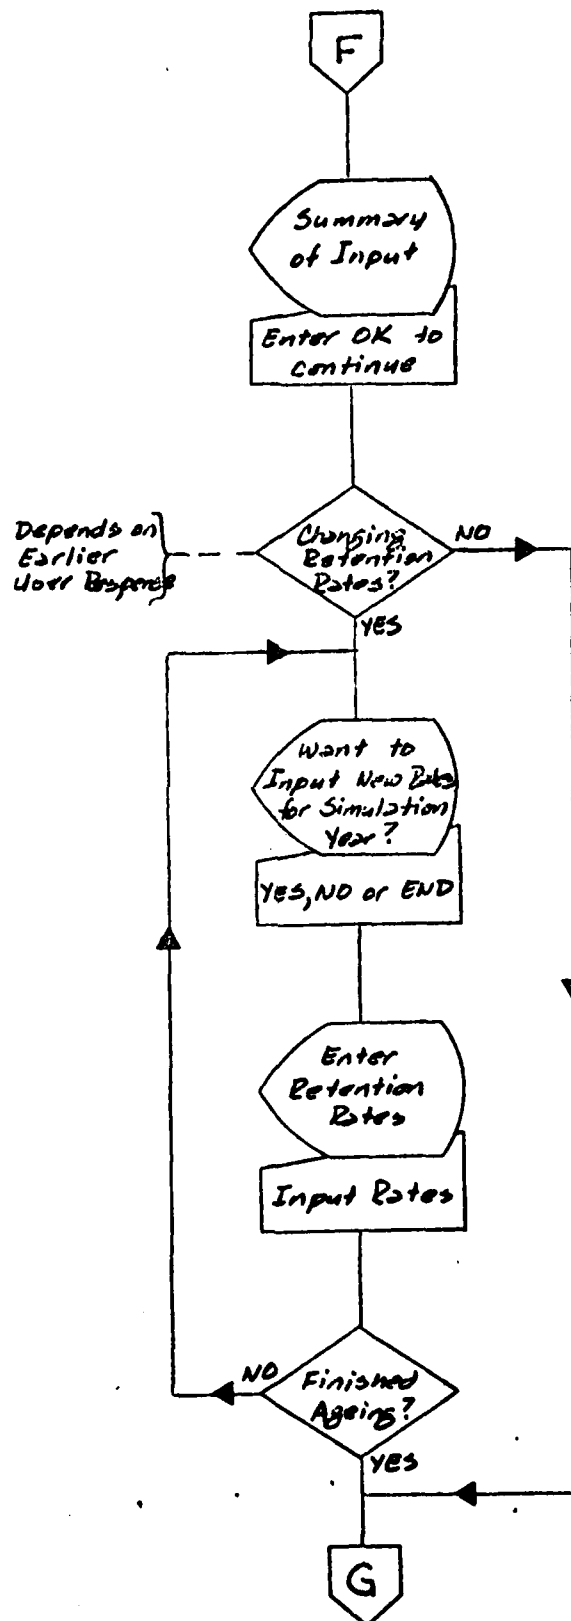 F
Summary
of Input
Enter OK to
continue
Depends on
Earlier
User Response
Changing
Retention
Rates?
NO
YES
Want to
Input New Rates
for Simulation
Year?
YES, NO or END
Enter
Retention
Rates
Input Rates
NO
Finished
Ageing?
YES
G